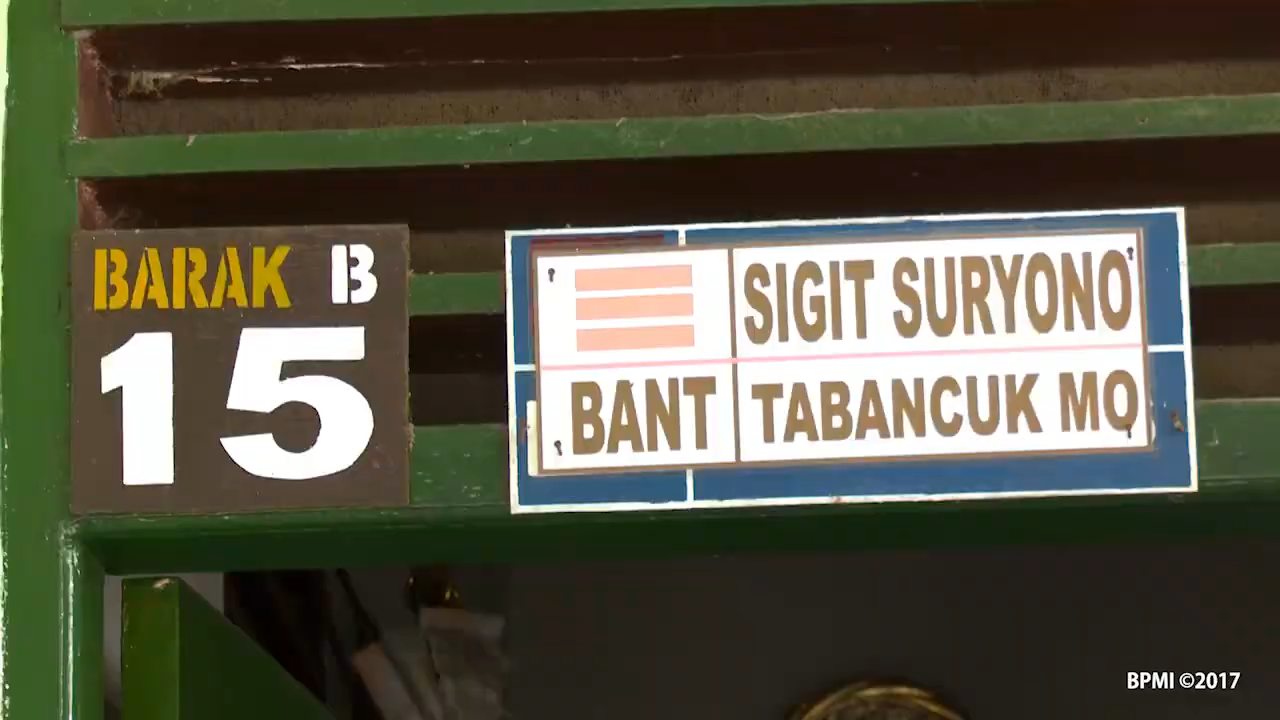 BARAK B
15
SIGIT SURYONO
BANT
TABANCUK MO
BPMI ©2017